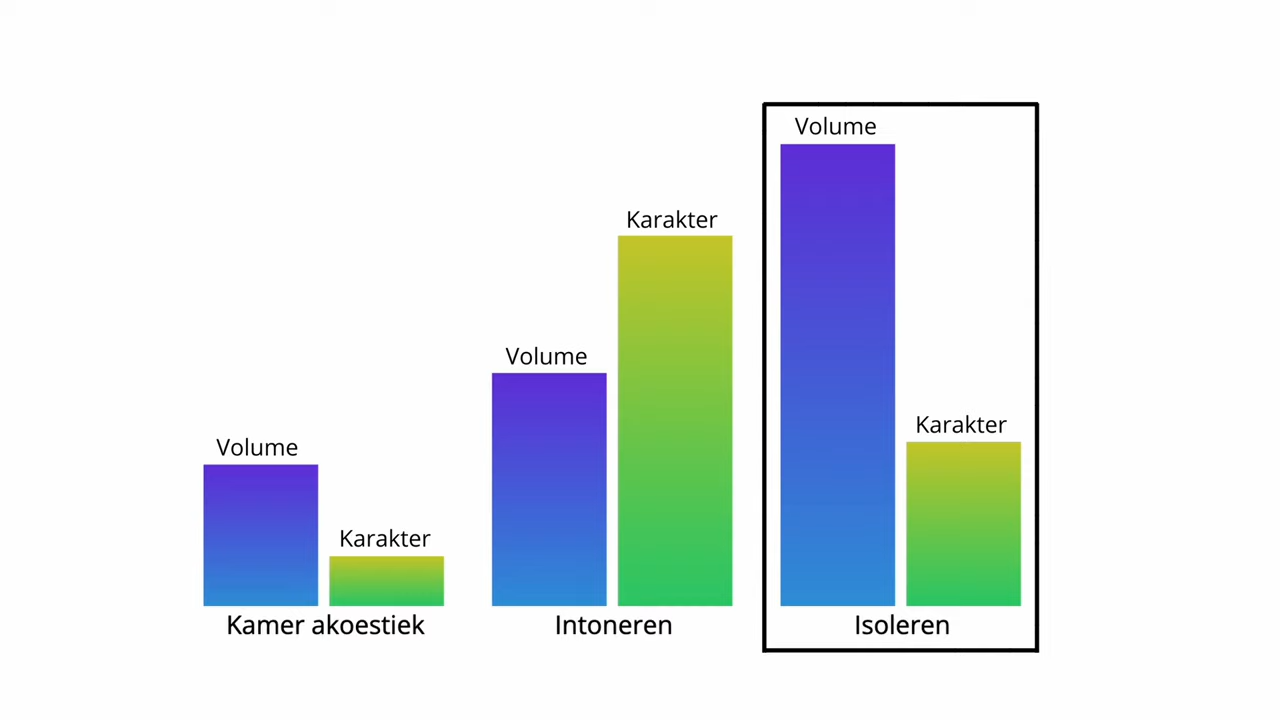 Volume
Karakter
Kamer akoestiek
Volume
Karakter
Intoneren
Volume
Karakter
Isoleren